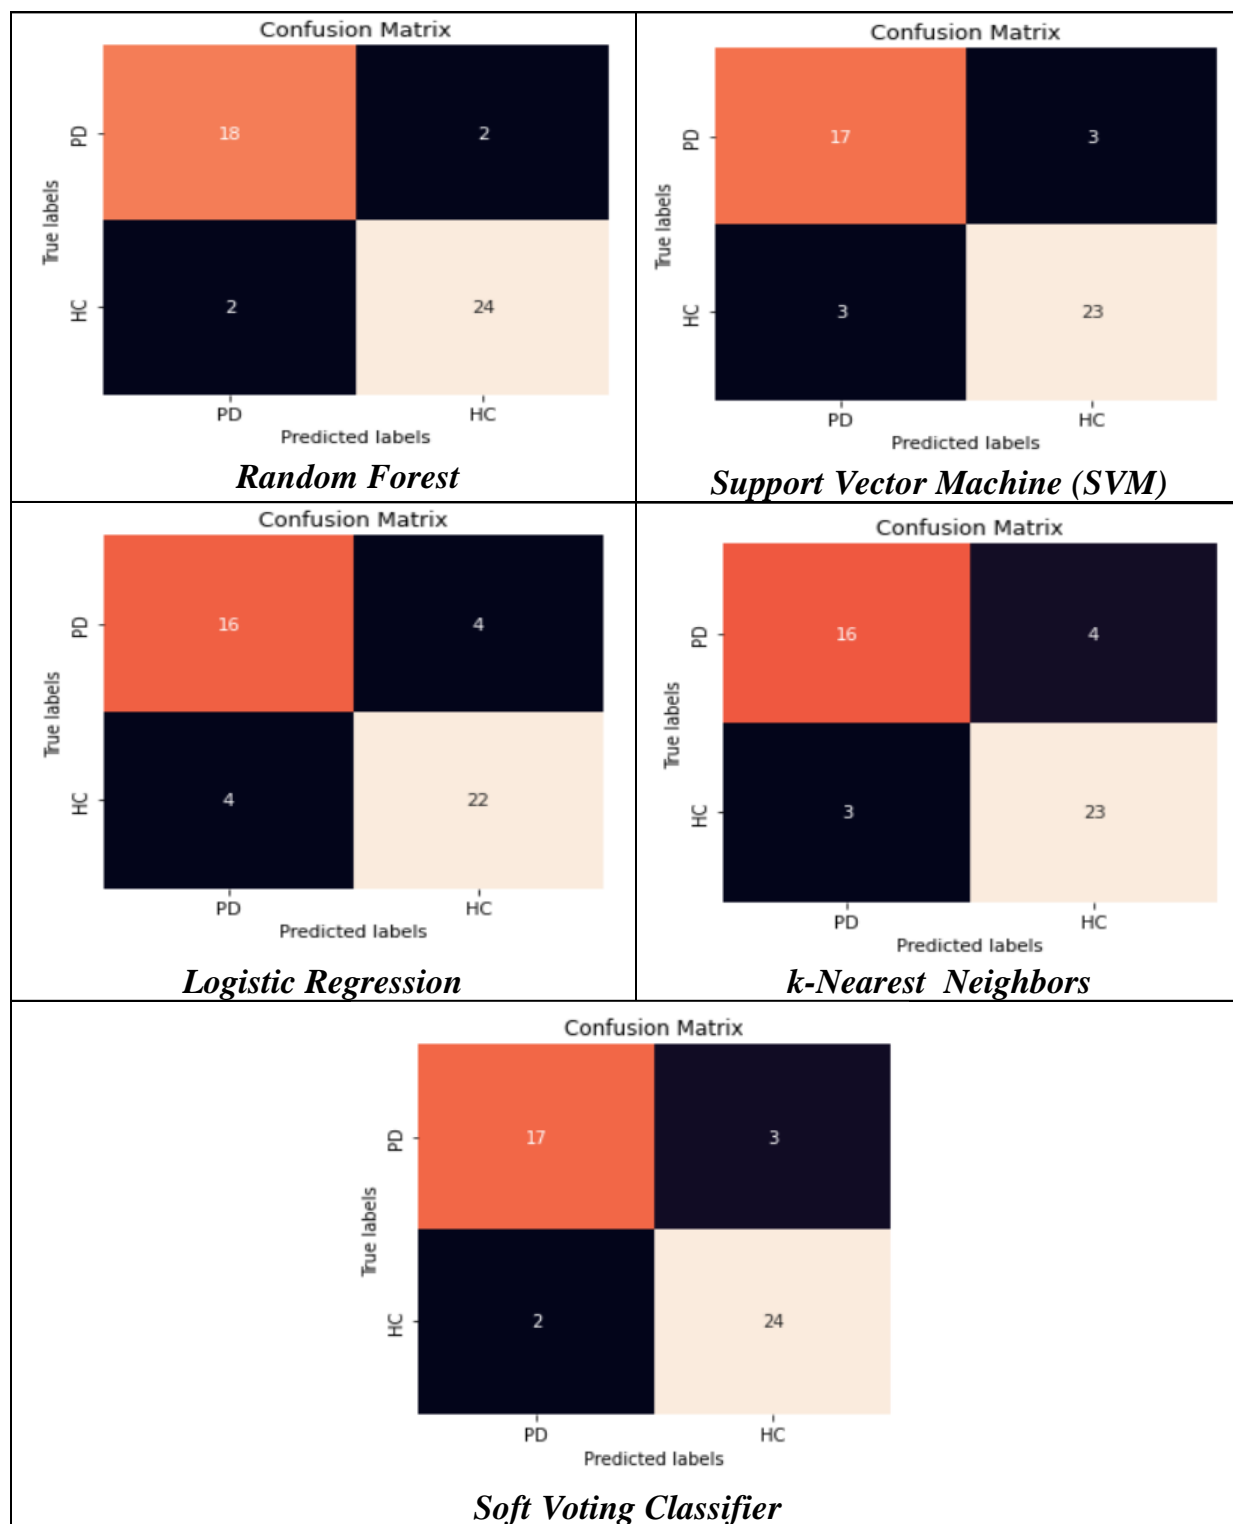 Confusion Matrix
PD
18
2
True labels
HC
2
24
PD
HC
Predicted labels
Random Forest
Confusion Matrix
PD
17
3
True labels
HC
3
23
PD
HC
Predicted labels
Support Vector Machine (SVM)
Confusion Matrix
PD
16
4
True labels
HC
4
22
PD
HC
Predicted labels
Logistic Regression
Confusion Matrix
PD
16
4
True labels
HC
3
23
PD
HC
Predicted labels
k-Nearest Neighbors
Confusion Matrix
PD
17
3
True labels
HC
2
24
PD
HC
Predicted labels
Soft Voting Classifier